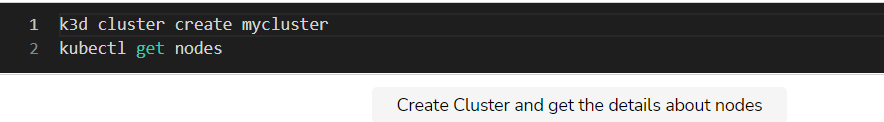 1 k3d cluster create mycluster
2 kubectl get nodes
Create Cluster and get the details about nodes